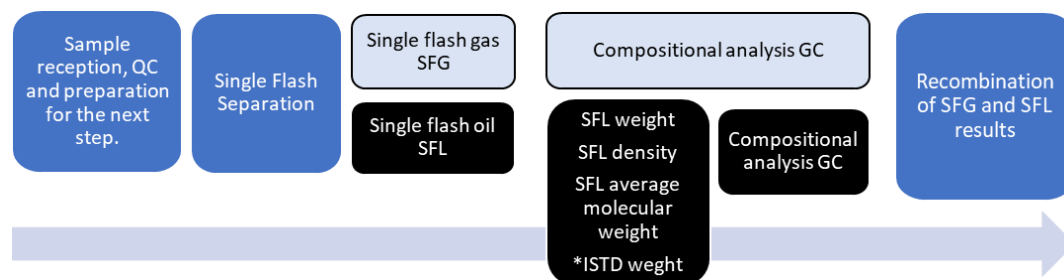 Sample
reception, QC
and preparation
for the next
step.
Single Flash
Separation
Single flash gas
SFG
Single flash oil
SFL
Compositional analysis GC
SFL weight
SFL density
SFL average
molecular
weight
*ISTD weght
Compositional
analysis GC
Recombination
of SFG and SFL
results